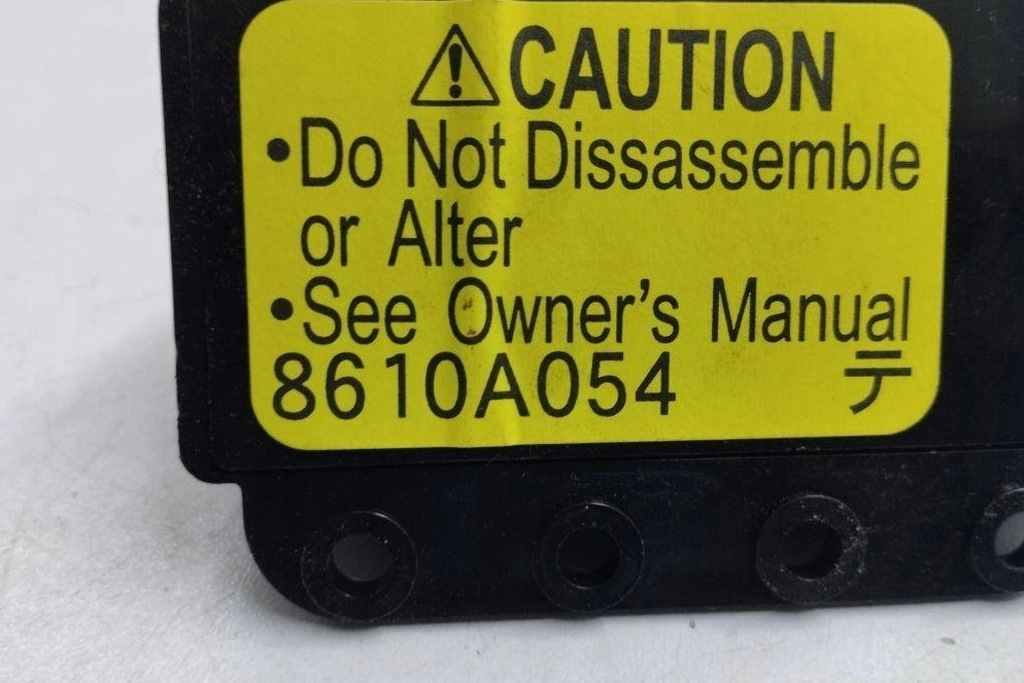 ⚠ CAUTION
•Do Not Dissassemble
or Alter
•See Owner's Manual
8610A054 テ